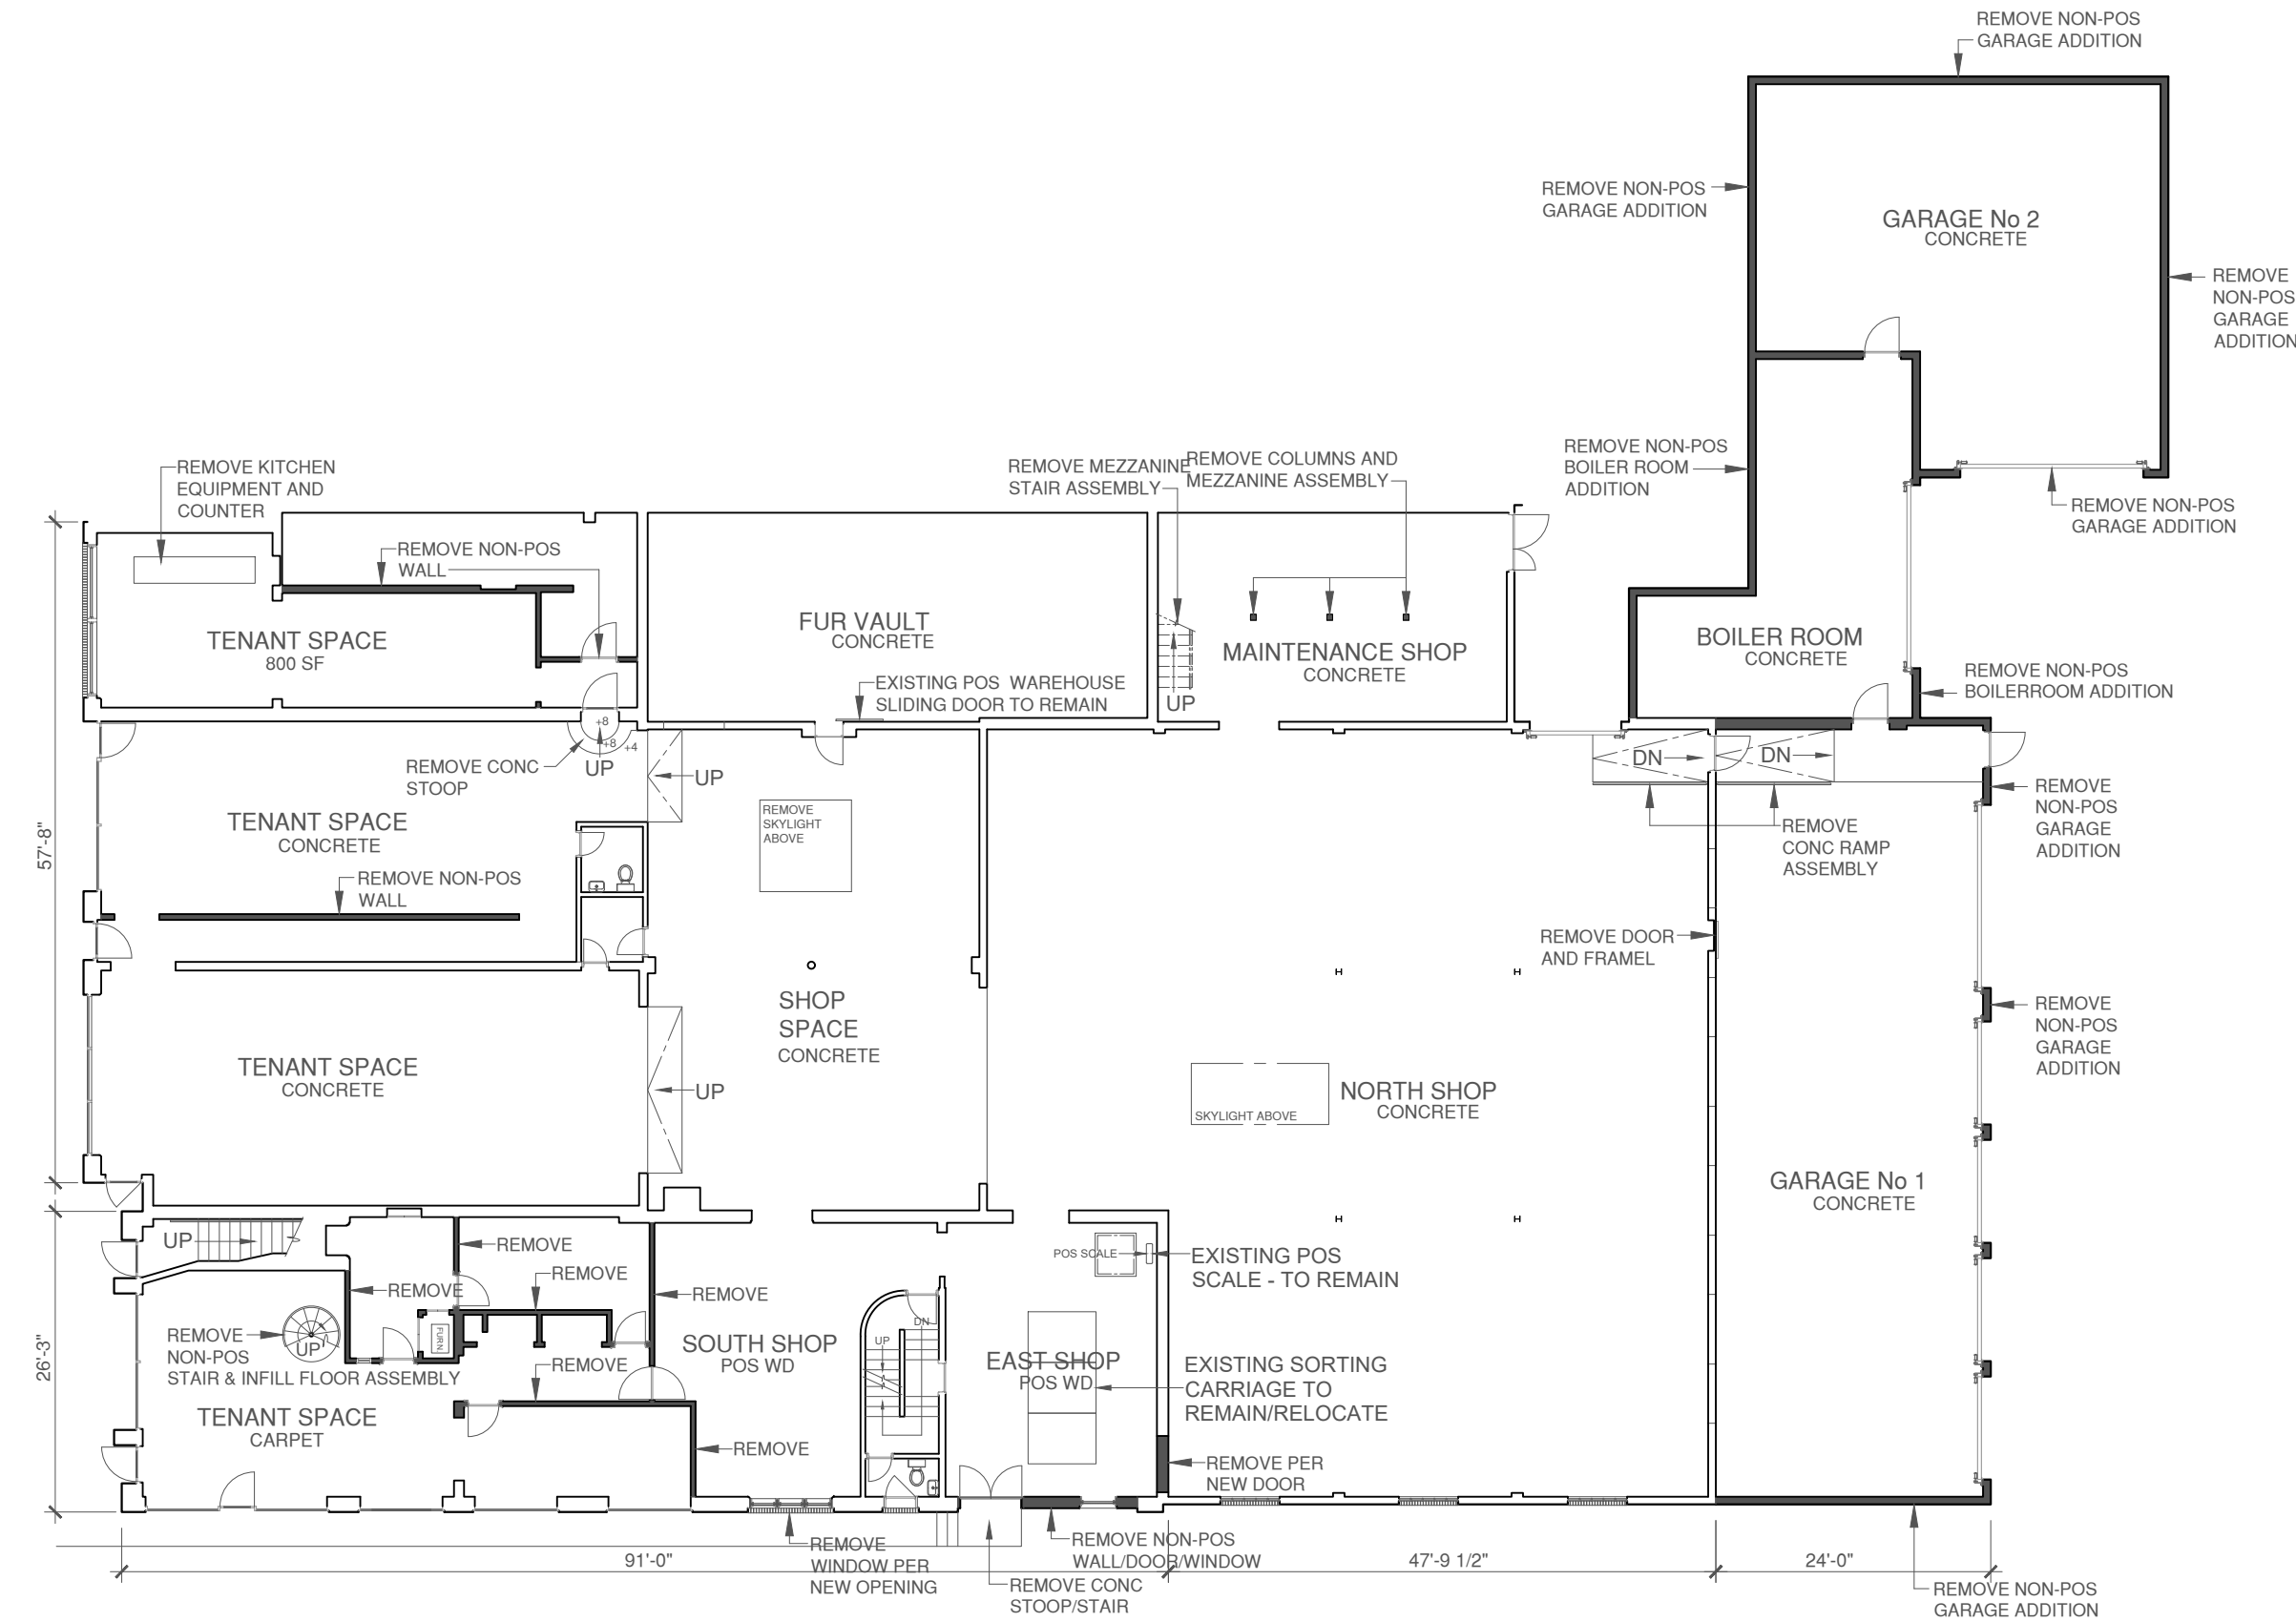 REMOVE NON-POS
GARAGE ADDITION
REMOVE NON-POS
GARAGE ADDITION
GARAGE No 2
CONCRETE
REMOVE
NON-POS
GARAGE
ADDITION
REMOVE KITCHEN
EQUIPMENT AND
COUNTER
REMOVE MEZZANINE
STAIR ASSEMBLY
REMOVE COLUMNS AND
MEZZANINE ASSEMBLY
REMOVE NON-POS
BOILER ROOM
ADDITION
REMOVE NON-POS
GARAGE ADDITION
REMOVE NON-POS
WALL
TENANT SPACE
800 SF
FUR VAULT
CONCRETE
MAINTENANCE SHOP
CONCRETE
UP
BOILER ROOM
CONCRETE
REMOVE NON-POS
BOILERROOM ADDITION
EXISTING POS WAREHOUSE
SLIDING DOOR TO REMAIN
+8
+8
+4
UP
REMOVE CONC
STOOP
UP
DN
DN
REMOVE
NON-POS
GARAGE
ADDITION
57'-8"
TENANT SPACE
CONCRETE
REMOVE
SKYLIGHT
ABOVE
REMOVE
CONC RAMP
ASSEMBLY
REMOVE NON-POS
WALL
REMOVE DOOR
AND FRAMEL
SHOP
SPACE
CONCRETE
REMOVE
NON-POS
GARAGE
ADDITION
TENANT SPACE
CONCRETE
UP
SKYLIGHT ABOVE
NORTH SHOP
CONCRETE
GARAGE No 1
CONCRETE
UP
REMOVE
REMOVE
REMOVE
REMOVE
POS SCALE
EXISTING POS
SCALE - TO REMAIN
26'-3"
REMOVE
NON-POS
STAIR & INFILL FLOOR ASSEMBLY
UP
FURN
REMOVE
SOUTH SHOP
POS WD
UP
DN
EAST SHOP
POS WD
EXISTING SORTING
CARRIAGE TO
REMAIN/RELOCATE
TENANT SPACE
CARPET
REMOVE
REMOVE PER
NEW DOOR
REMOVE
WINDOW PER
NEW OPENING
REMOVE NON-POS
WALL/DOOR/WINDOW
REMOVE CONC
STOOP/STAIR
91'-0"
47'-9 1/2"
24'-0"
REMOVE NON-POS
GARAGE ADDITION